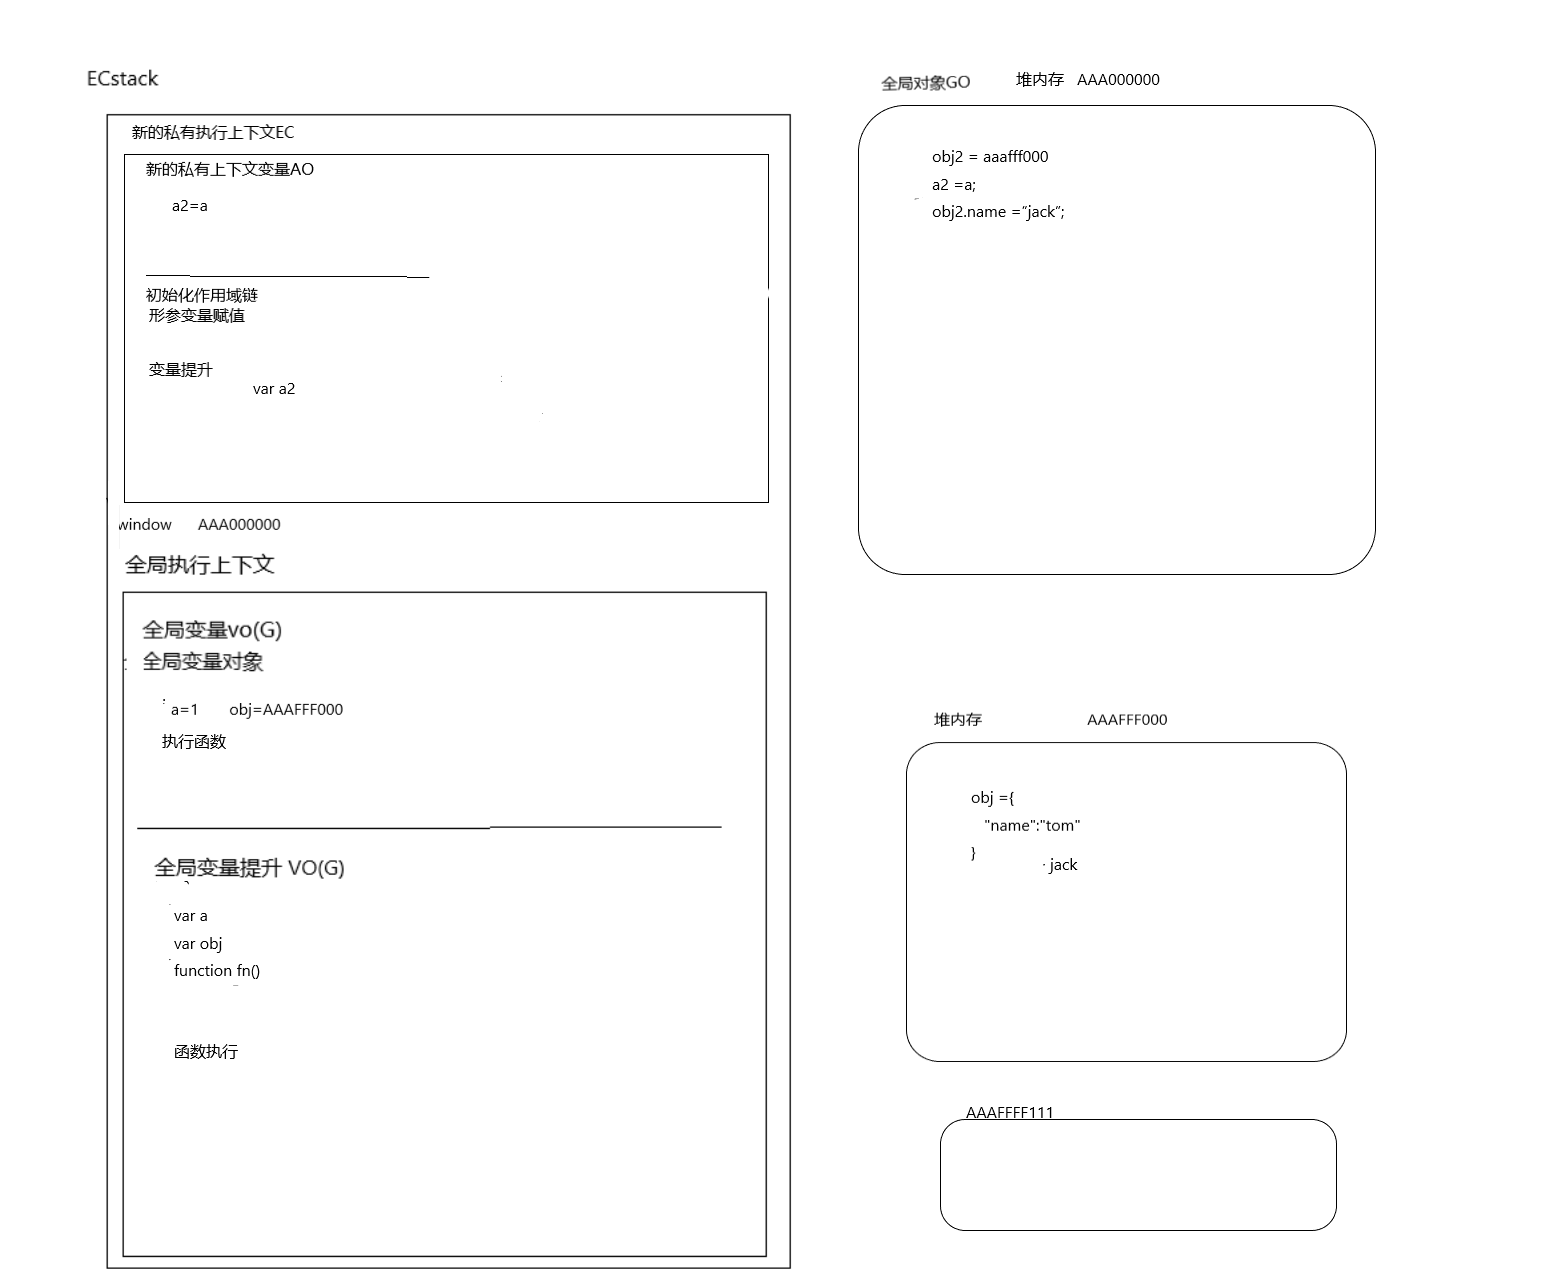 ECstack
新的私有执行上下文EC
新的私有上下文变量AO
a2=a
初始化作用域链
形参变量赋值
变量提升
var a2
window AAA000000
全局执行上下文
全局变量vo(G)
全局变量对象
a=1 obj=AAAFFF000
执行函数
全局变量提升 VO(G)
var a
var obj
function fn()
函数执行
全局对象GO 堆内存 AAA000000
obj2 = aaafff000
a2 =a;
obj2.name =”jack”;
堆内存 AAAFFF000
obj ={
"name":"tom"
}
jack
AAAFFFF111